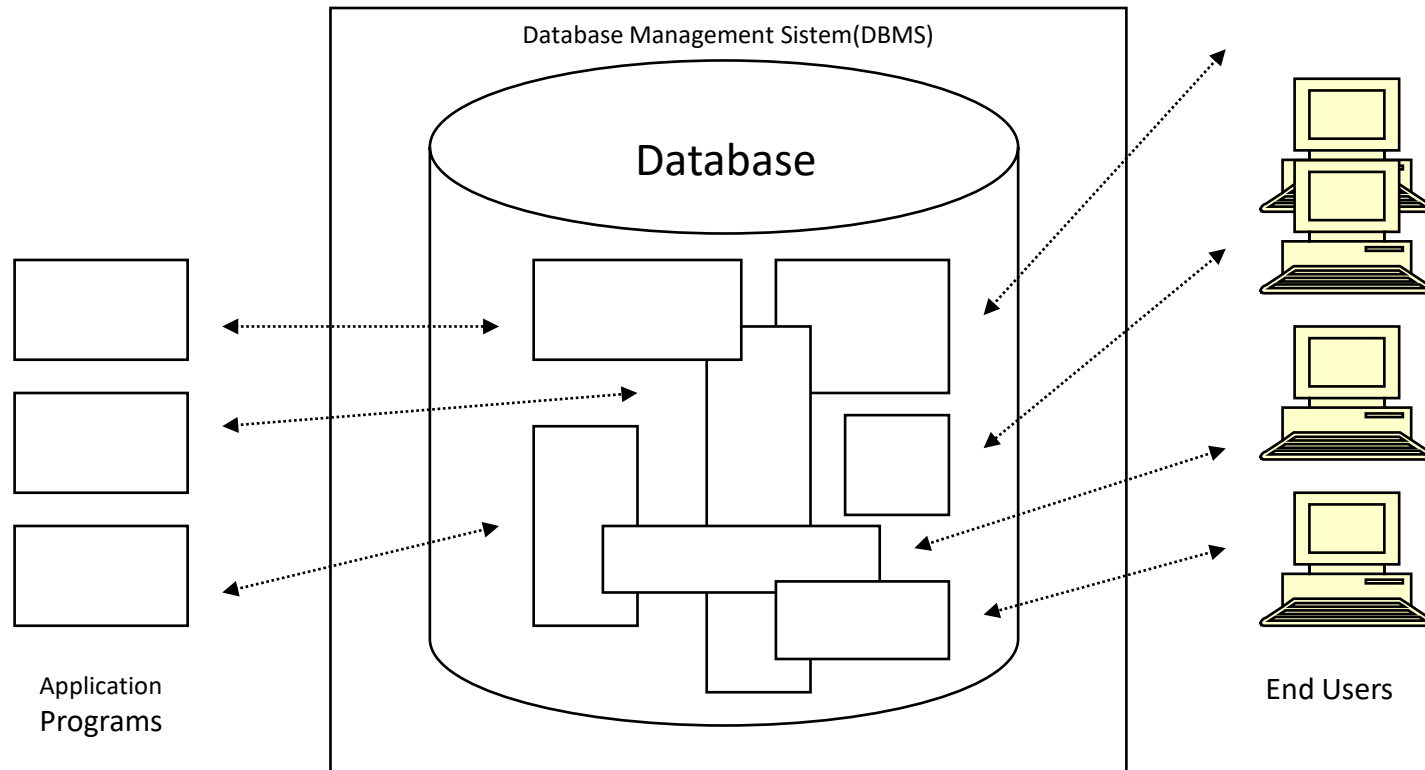 Database Management Sistem(DBMS)
Database
Application
Programs
End Users